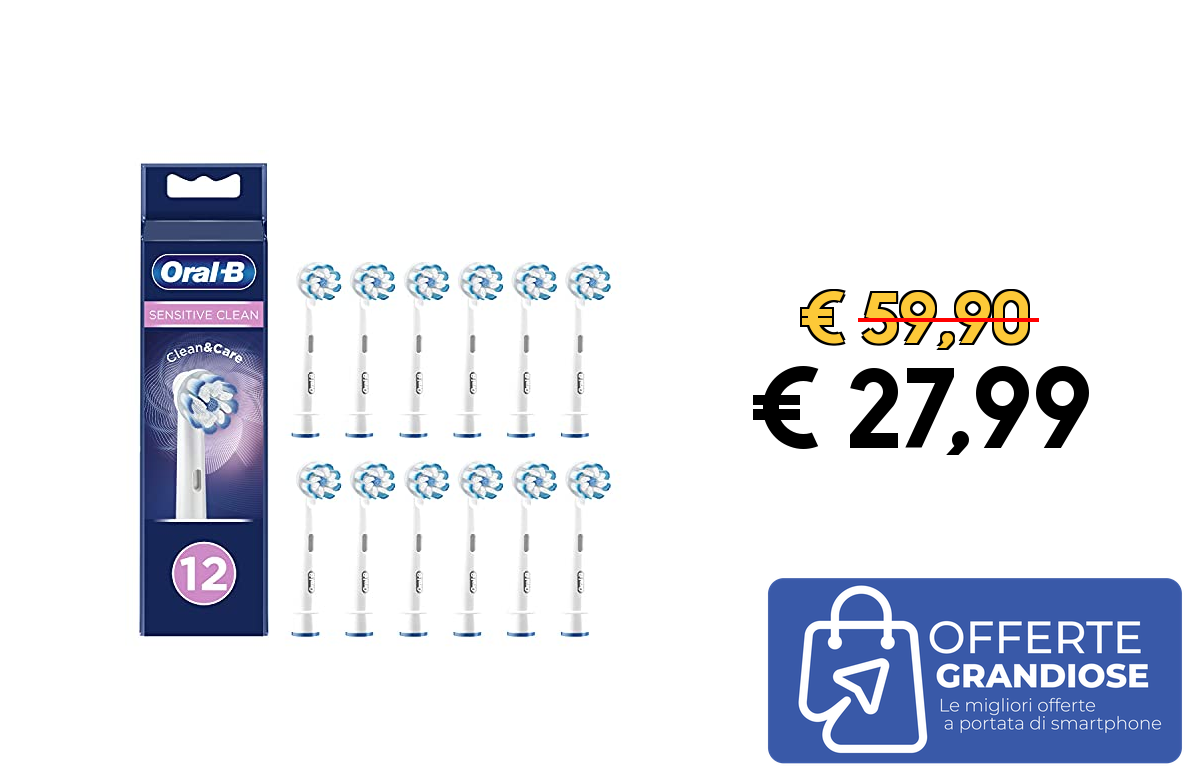 Oral-B
SENSITIVE CLEAN
Clean&Care
12
€ 59,90
€ 27,99
OFFERTE
GRANDIOSE
Le migliori offerte
a portata di smartphone